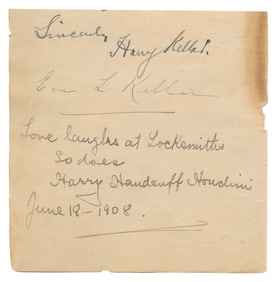 Sincerely Harry Kellar.
Eva L. Kellar
Love laughs at Locksmiths
So does
Harry Handcuff Houdini
June 18 - 1908.